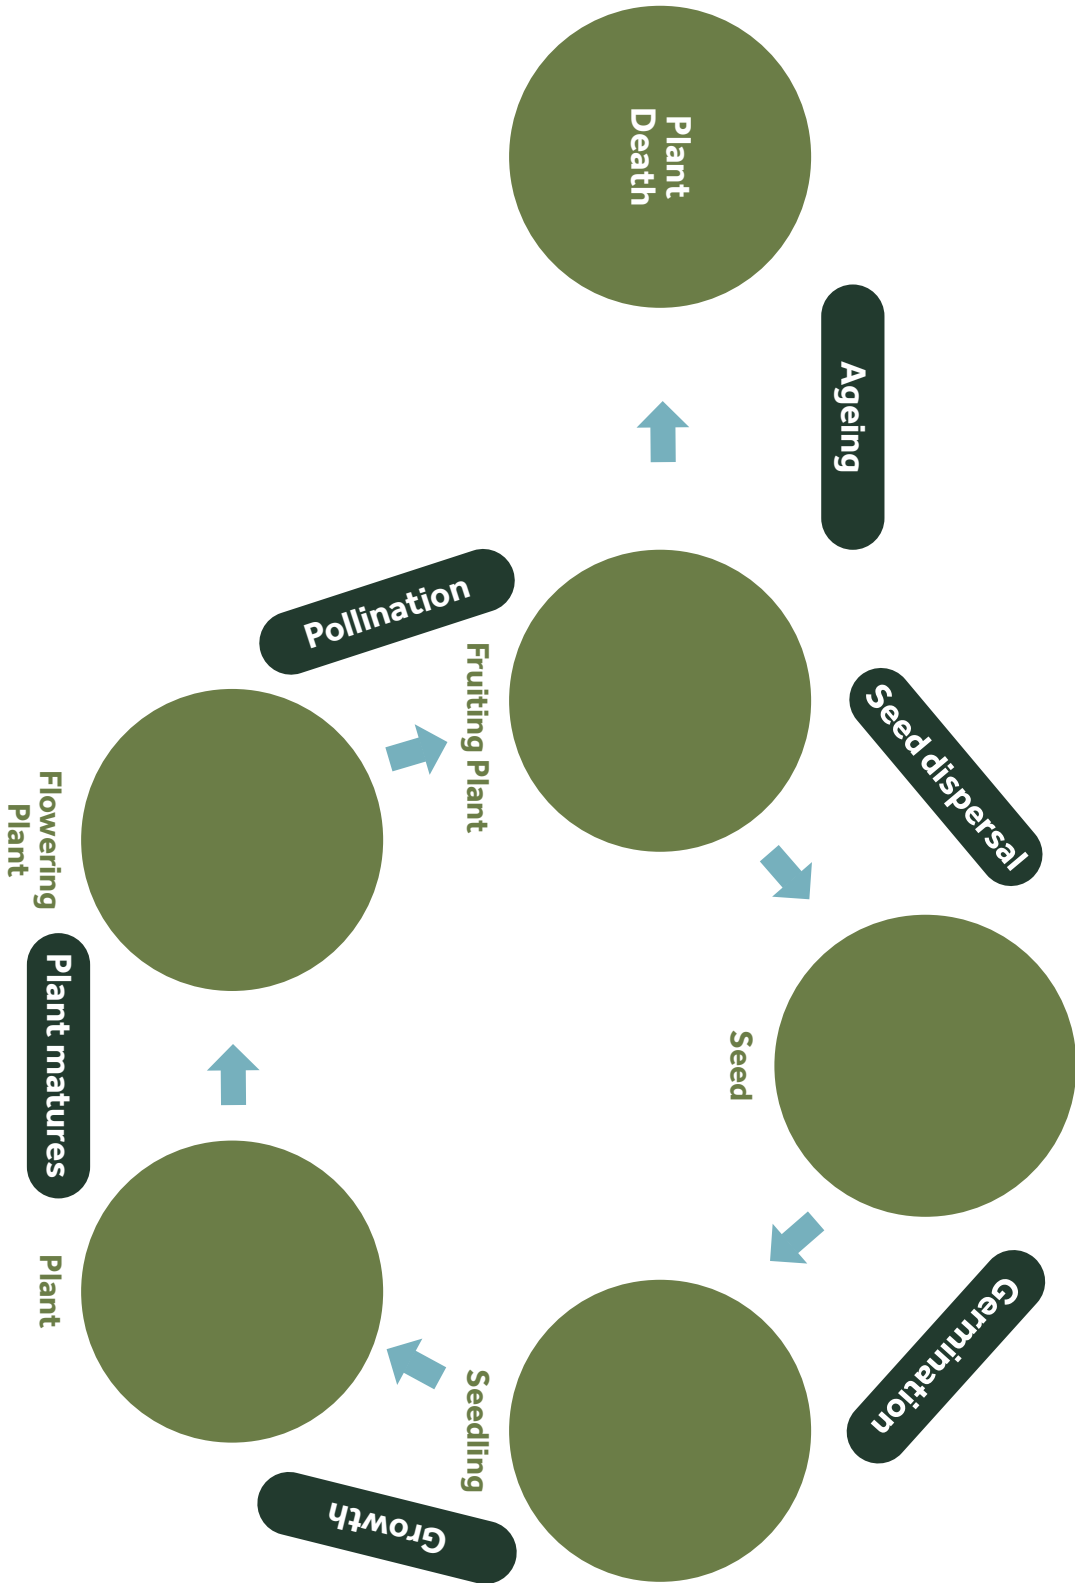 Plant
Death
Ageing
Seed dispersal
Seed
Germination
Seedling
Growth
Plant
Plant matures
Flowering
Plant
Pollination
Fruiting Plant